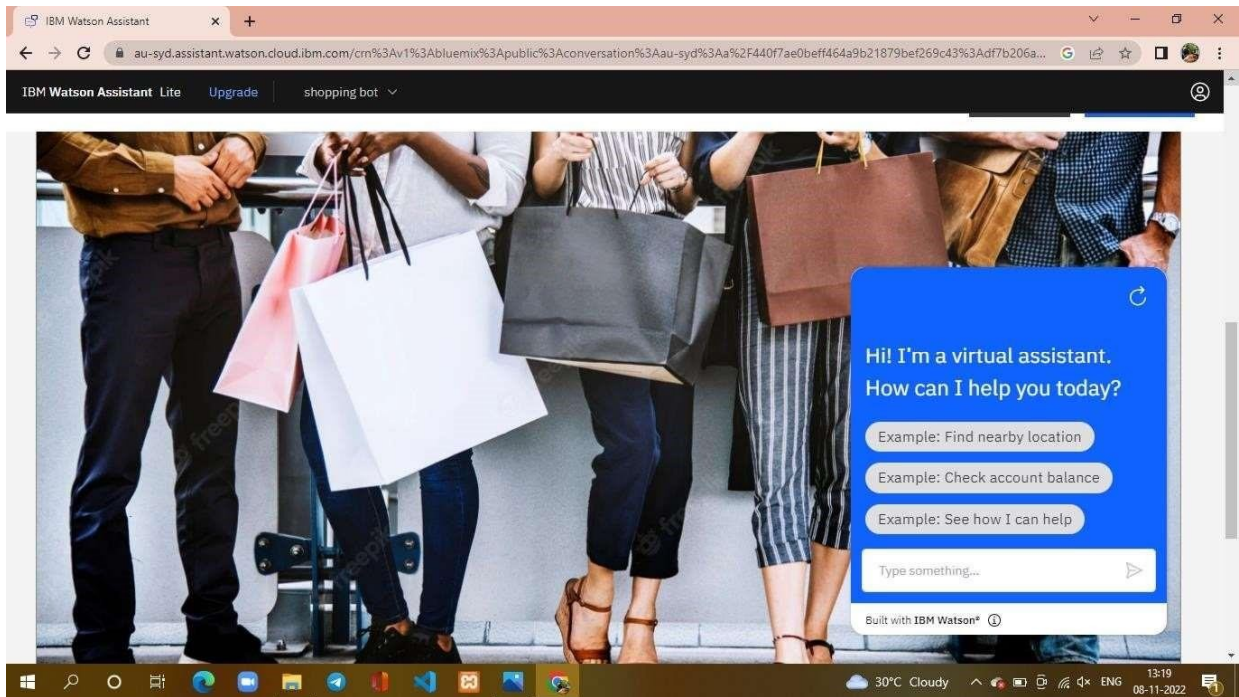 IBM Watson Assistant
au-syd.assistant.watson.cloud.ibm.com/crn%3Av1%3Abluemix%3Apublic%3Aconversation%3Aau-syd%3Aa%2F440f7ae0beff464a9b21879bef269c43%3Adf7b206a...
IBM Watson Assistant Lite Upgrade shopping bot
Hi! I'm a virtual assistant.
How can I help you today?
Example: Find nearby location
Example: Check account balance
Example: See how I can help
Type something...
Built with IBM Watson®
30°C Cloudy ENG 13:19
08-11-2022